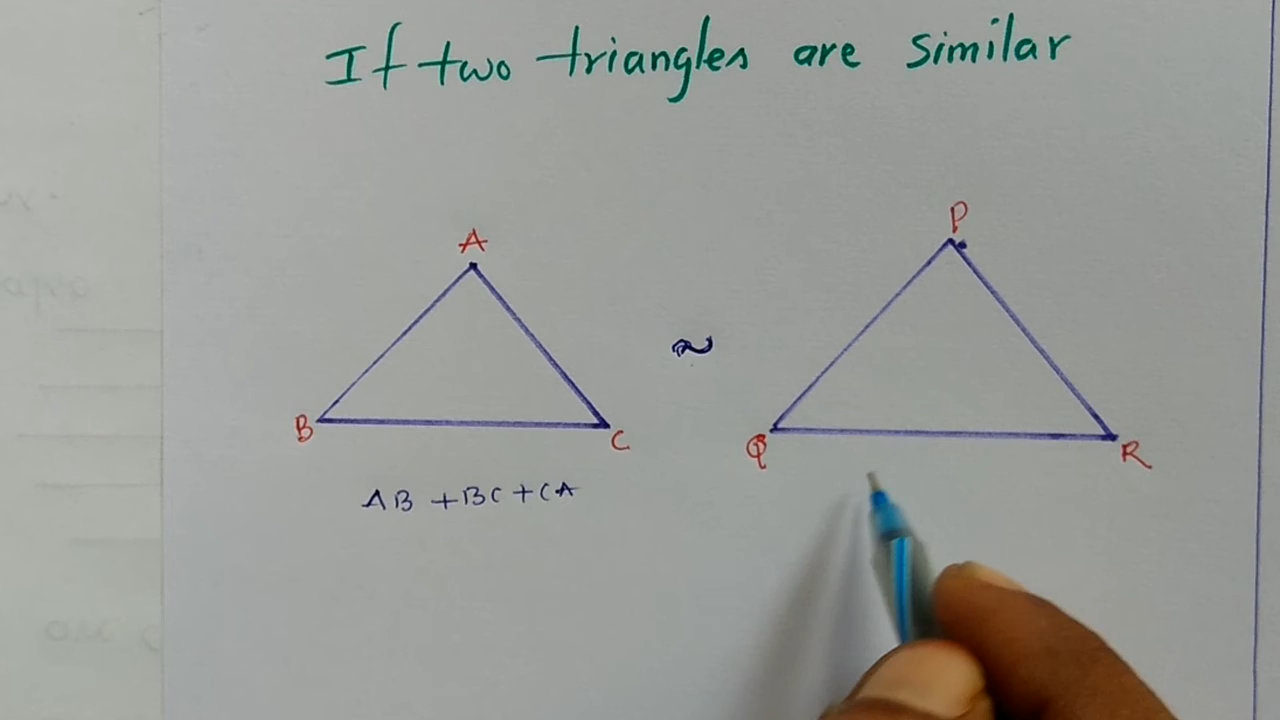 If two triangles are similar
A
P
≈
B
C
Q
R
AB + BC + CA